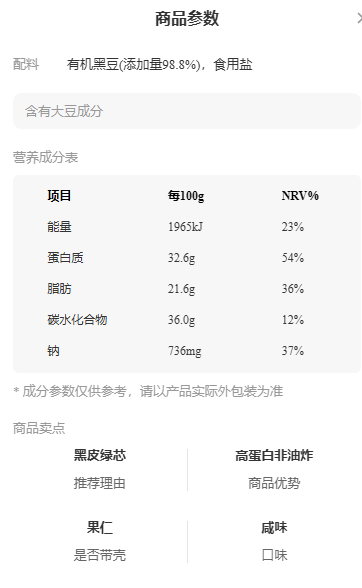 商品参数
配料 有机黑豆(添加量98.8%)，食用盐
含有大豆成分
营养成分表
项目 每100g NRV%
能量 1965kJ 23%
蛋白质 32.6g 54%
脂肪 21.6g 36%
碳水化合物 36.0g 12%
钠 736mg 37%
* 成分参数仅供参考，请以产品实际外包装为准
商品卖点
黑皮绿芯 高蛋白非油炸
推荐理由 商品优势
果仁 咸味
是否带壳 口味